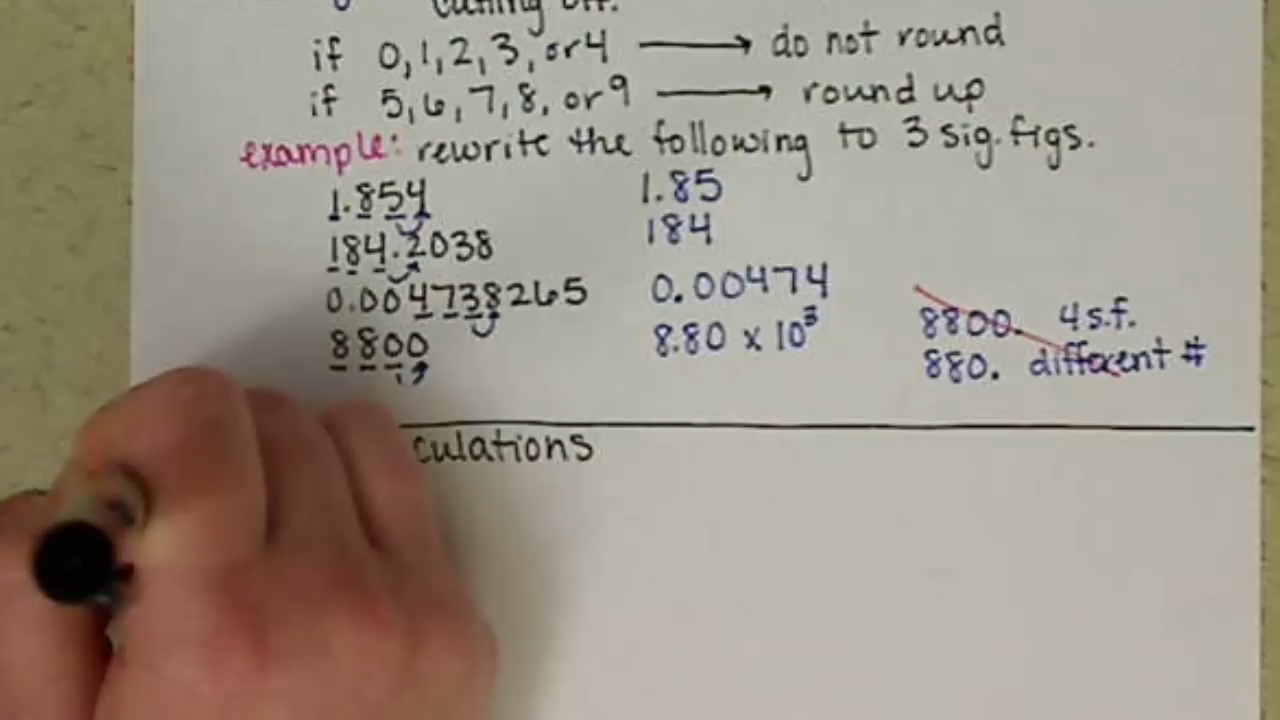 cutting off.
if 0,1,2,3, or 4 → do not round
if 5,6,7,8, or 9 → round up
example: rewrite the following to 3 sig. figs.
1.854 1.85
184.2038 184
0.004738265 0.00474
8800 8.80 x 10³
8800. 4 s.f.
880. different #
culations